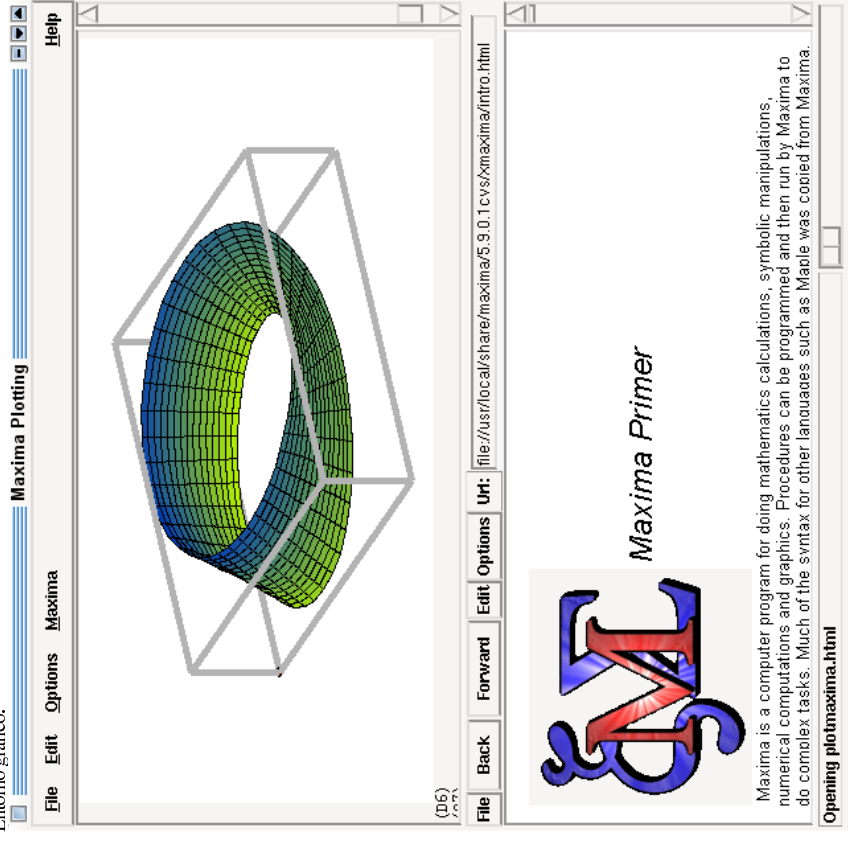 Entorno gráfico:
Maxima Plotting
File Edit Options Maxima Help
(D6)
File Back Forward Edit Options Url: file://usr/local/share/maxima/5.9.0.1cvs/xmaxima/intro.html
Maxima Primer
Maxima is a computer program for doing mathematics calculations, symbolic manipulations,
numerical computations and graphics. Procedures can be programmed and then run by Maxima to
do complex tasks. Much of the syntax for other languages such as Maple was copied from Maxima.
Opening plotmaxima.html